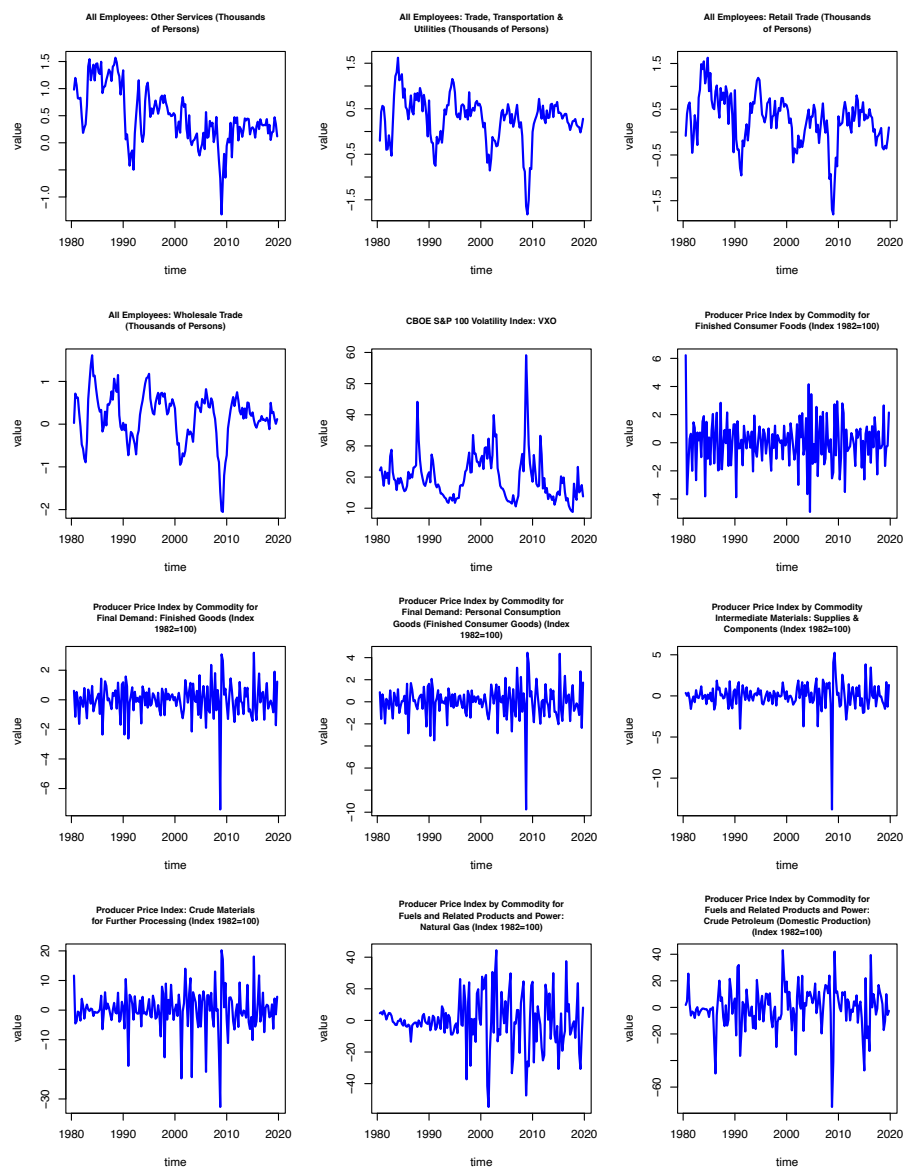 All Employees: Other Services (Thousands
of Persons)
value
1.5
1.0
0.5
0.0
−1.0
1980 1990 2000 2010 2020
time
All Employees: Trade, Transportation &
Utilities (Thousands of Persons)
value
1.5
0.5
−0.5
−1.5
1980 1990 2000 2010 2020
time
All Employees: Retail Trade (Thousands
of Persons)
value
1.5
0.5
−0.5
−1.5
1980 1990 2000 2010 2020
time
All Employees: Wholesale Trade
(Thousands of Persons)
value
1
0
−1
−2
1980 1990 2000 2010 2020
time
CBOE S&P 100 Volatility Index: VXO
value
60
50
40
30
20
10
1980 1990 2000 2010 2020
time
Producer Price Index by Commodity for
Finished Consumer Foods (Index 1982=100)
value
6
4
2
0
−2
−4
1980 1990 2000 2010 2020
time
Producer Price Index by Commodity for
Final Demand: Finished Goods (Index
1982=100)
value
2
0
−2
−4
−6
1980 1990 2000 2010 2020
time
Producer Price Index by Commodity for
Final Demand: Personal Consumption
Goods (Finished Consumer Goods) (Index
1982=100)
value
4
2
0
−2
−6
−10
1980 1990 2000 2010 2020
time
Producer Price Index by Commodity
Intermediate Materials: Supplies &
Components (Index 1982=100)
value
5
0
−5
−10
1980 1990 2000 2010 2020
time
Producer Price Index: Crude Materials
for Further Processing (Index 1982=100)
value
20
10
0
−10
−30
1980 1990 2000 2010 2020
time
Producer Price Index by Commodity for
Fuels and Related Products and Power:
Natural Gas (Index 1982=100)
value
40
20
0
−20
−40
1980 1990 2000 2010 2020
time
Producer Price Index by Commodity for
Fuels and Related Products and Power:
Crude Petroleum (Domestic Production)
(Index 1982=100)
value
40
20
0
−20
−60
1980 1990 2000 2010 2020
time